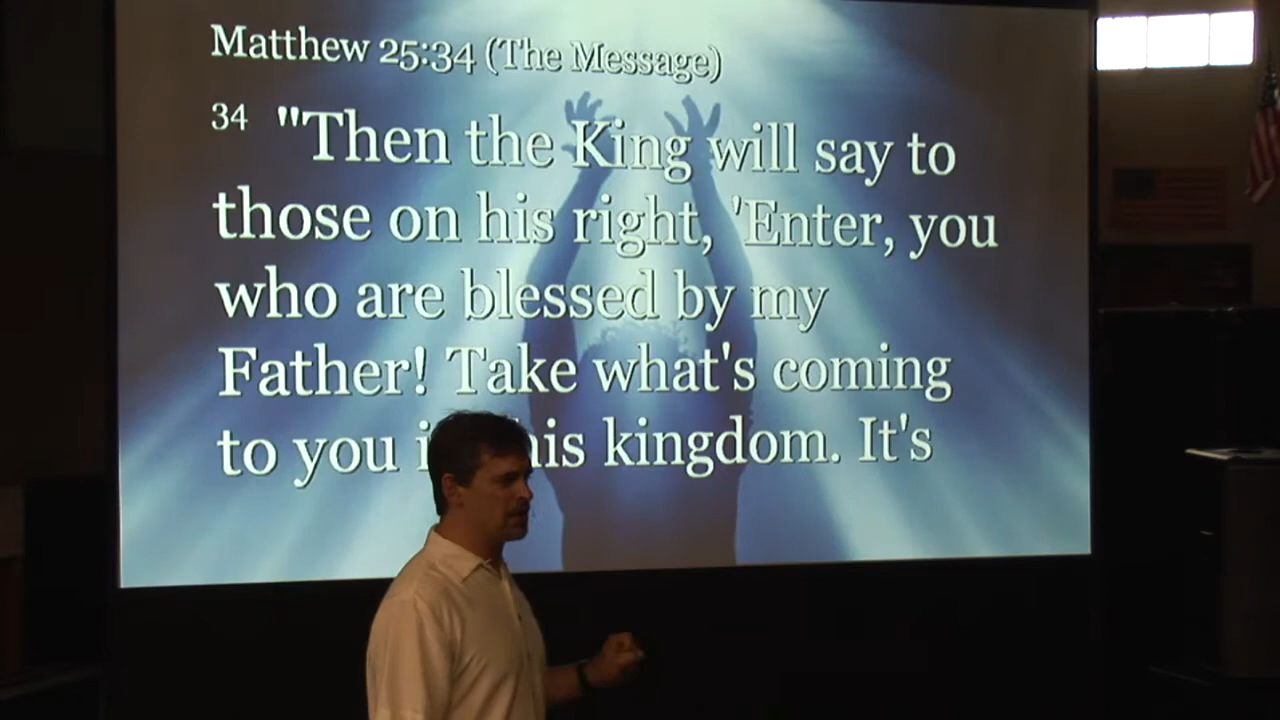 Matthew 25:34 (The Message)
34 "Then the King will say to
those on his right, 'Enter, you
who are blessed by my
Father! Take what's coming
to you kingdom. It's